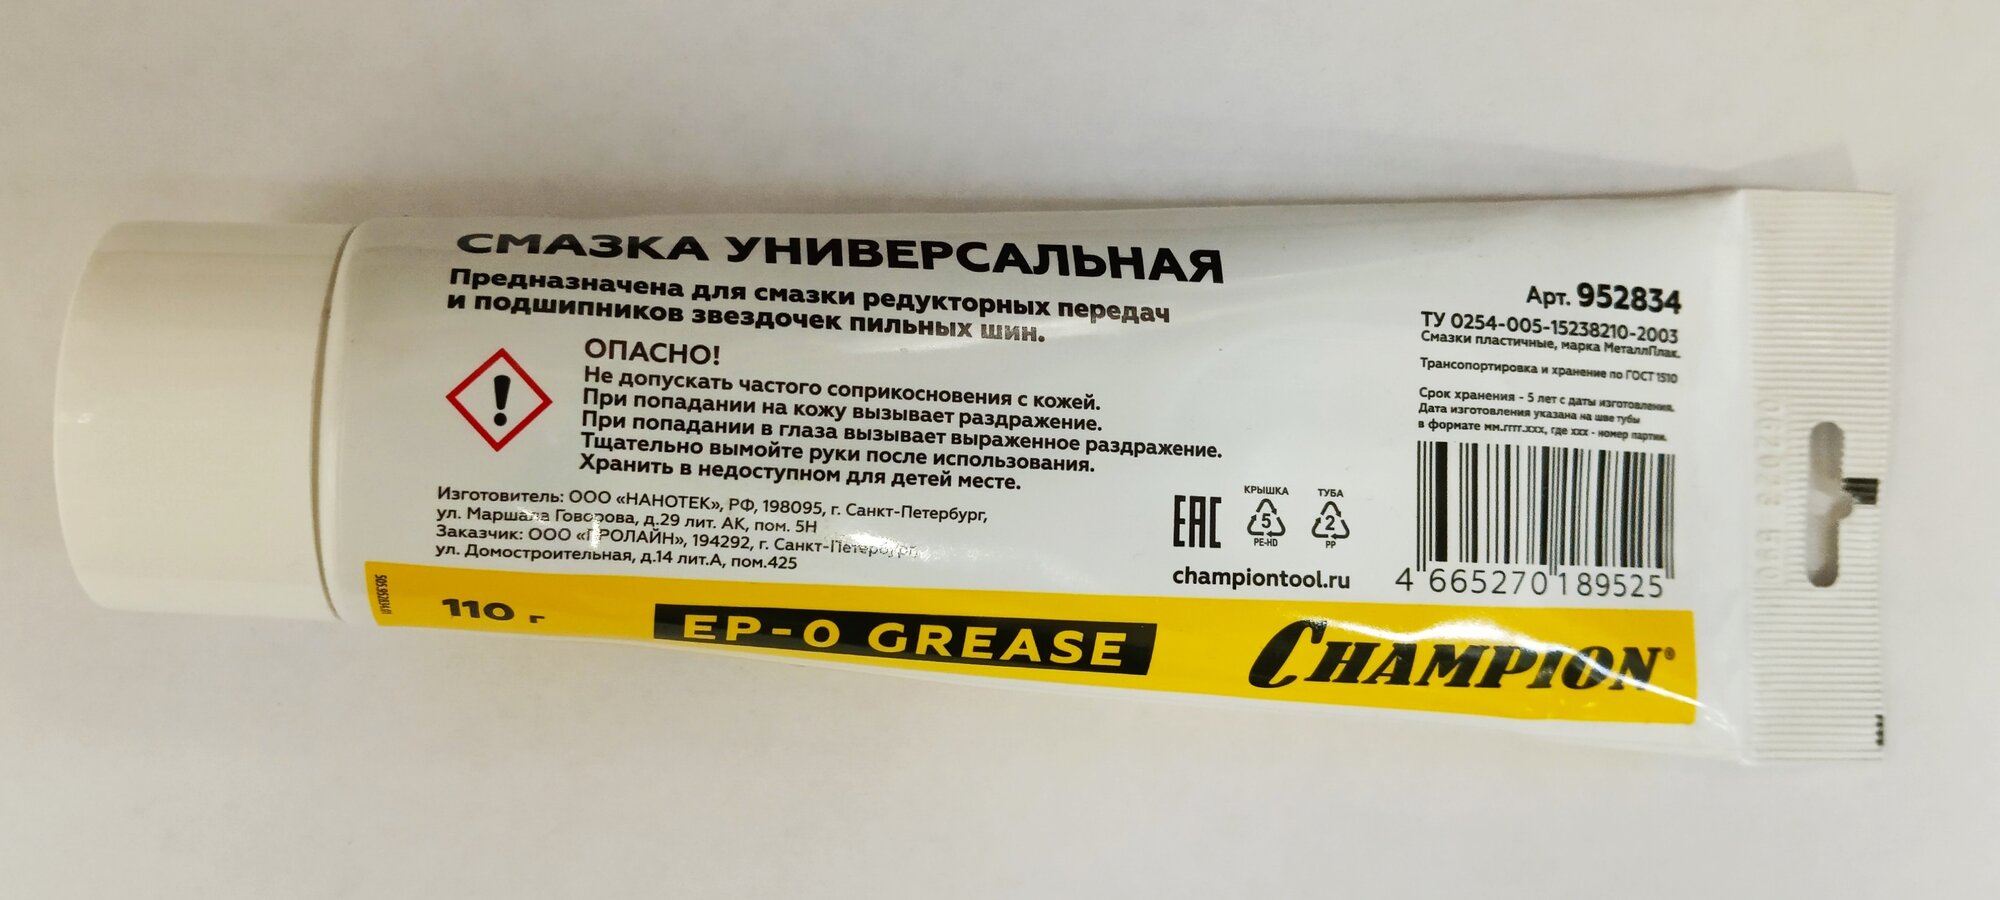 СМАЗКА УНИВЕРСАЛЬНАЯ
Предназначена для смазки редукторных передач
и подшипников звездочек пильных шин.
ОПАСНО!
Не допускать частого соприкосновения с кожей.
При попадании на кожу вызывает раздражение.
При попадании в глаза вызывает выраженное раздражение.
Тщательно вымойте руки после использования.
Хранить в недоступном для детей месте.
Изготовитель: ООО «НАНОТЕК», РФ, 198095, г. Санкт-Петербург,
ул. Маршала Говорова, д.29 лит. АК, пом. 5Н
Заказчик: ООО «ПРОЛАЙН», 194292, г. Санкт-Петербург,
ул. Домостроительная, д.14 лит.А, пом.425
Арт. 952834
ТУ 0254-005-15238210-2003
Смазки пластичные, марка МеталлПлак.
Транспортировка и хранение по ГОСТ 1510
Срок хранения - 5 лет с даты изготовления.
Дата изготовления указана на шве тубы
в формате мм.гггг.ххх, где ххх - номер партии.
EAC
КРЫШКА
5
PE-HD
ТУБА
2
PP
championtool.ru
4 665270 189525
110 г
EP-0 GREASE
CHAMPION®